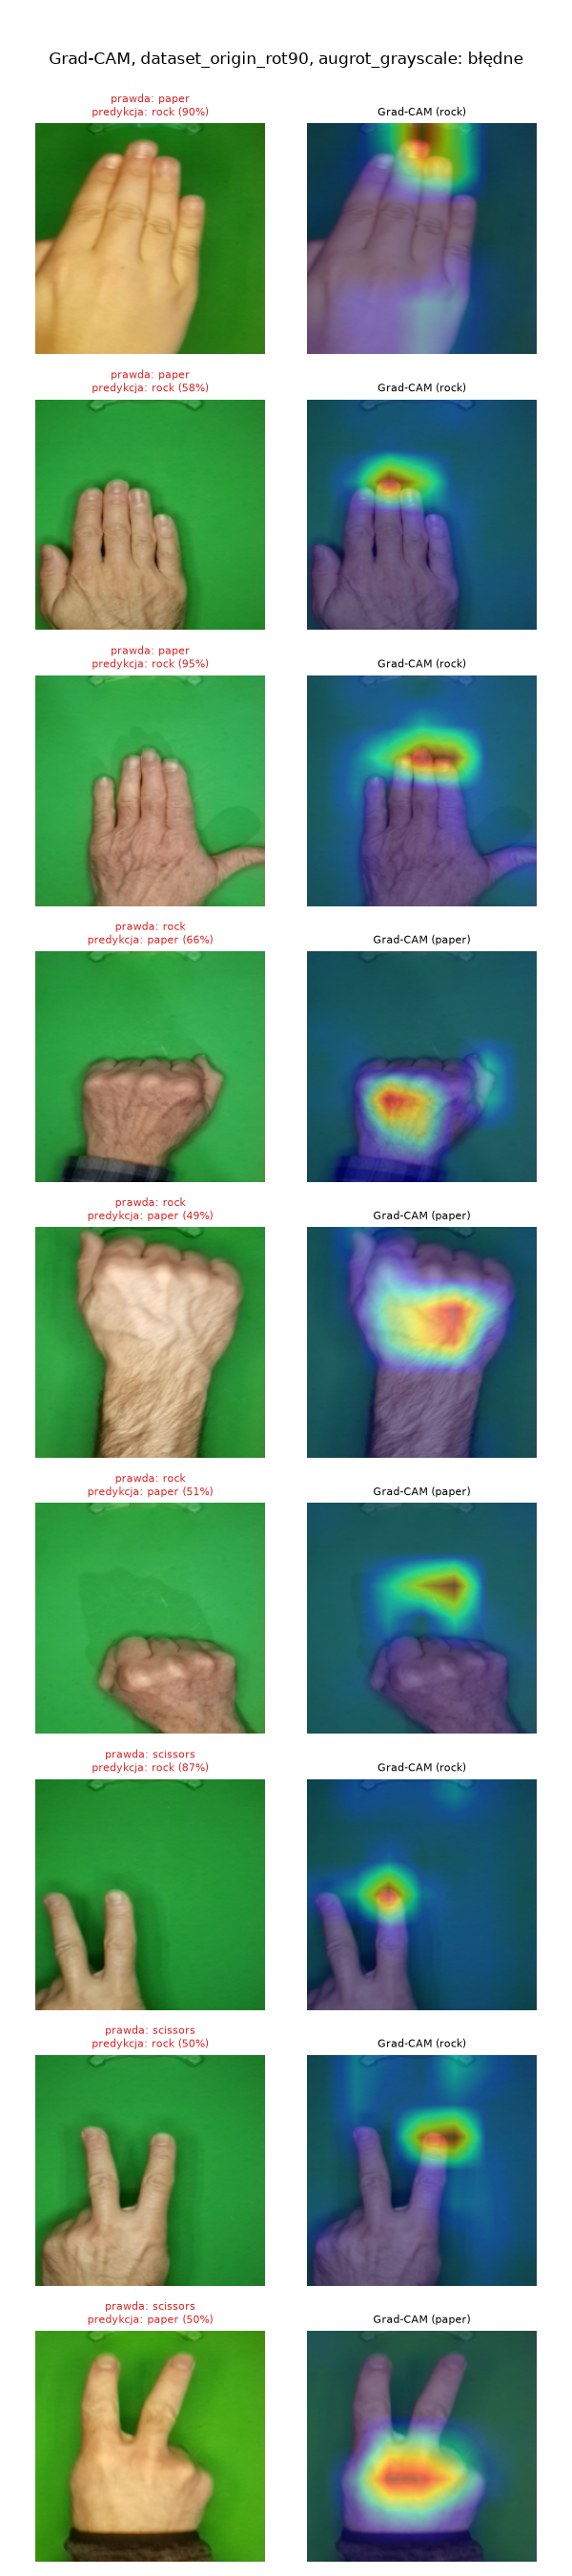 Grad-CAM, dataset_origin_rot90, augrot_grayscale: błędne
prawda: paper
predykcja: rock (90%)
Grad-CAM (rock)
prawda: paper
predykcja: rock (58%)
Grad-CAM (rock)
prawda: paper
predykcja: rock (95%)
Grad-CAM (rock)
prawda: rock
predykcja: paper (66%)
Grad-CAM (paper)
prawda: rock
predykcja: paper (49%)
Grad-CAM (paper)
prawda: rock
predykcja: paper (51%)
Grad-CAM (paper)
prawda: scissors
predykcja: rock (87%)
Grad-CAM (rock)
prawda: scissors
predykcja: rock (50%)
Grad-CAM (rock)
prawda: scissors
predykcja: paper (50%)
Grad-CAM (paper)